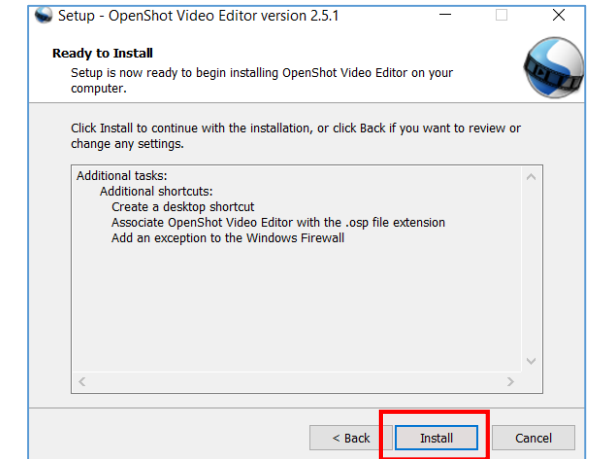 Setup - OpenShot Video Editor version 2.5.1
Ready to Install
Setup is now ready to begin installing OpenShot Video Editor on your
computer.
Click Install to continue with the installation, or click Back if you want to review or
change any settings.
Additional tasks:
Additional shortcuts:
Create a desktop shortcut
Associate OpenShot Video Editor with the .osp file extension
Add an exception to the Windows Firewall
< Back
Install
Cancel